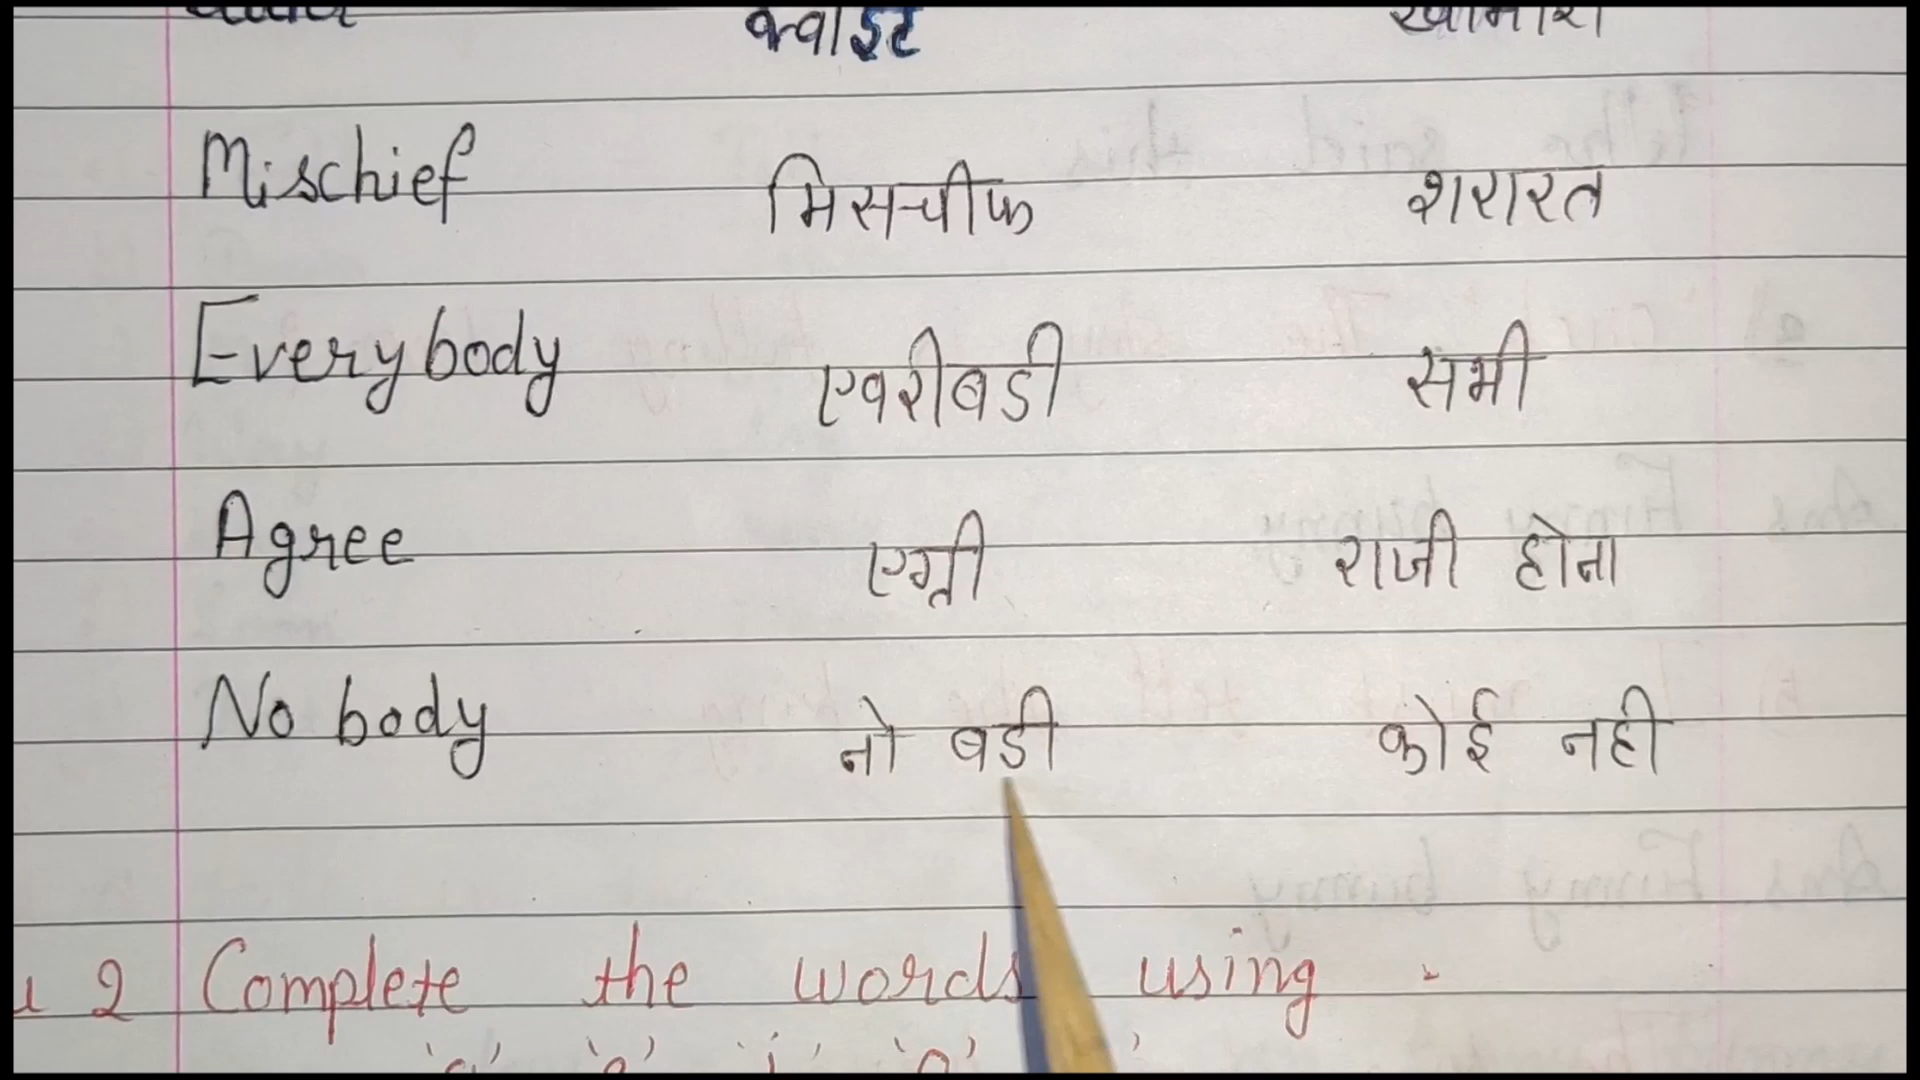 क्वाइट
Mischief मिसचीफ शरारत
Everybody एवरीबडी सभी
Agree एग्री राजी होना
No body नो बडी कोई नही
2 Complete the words using -